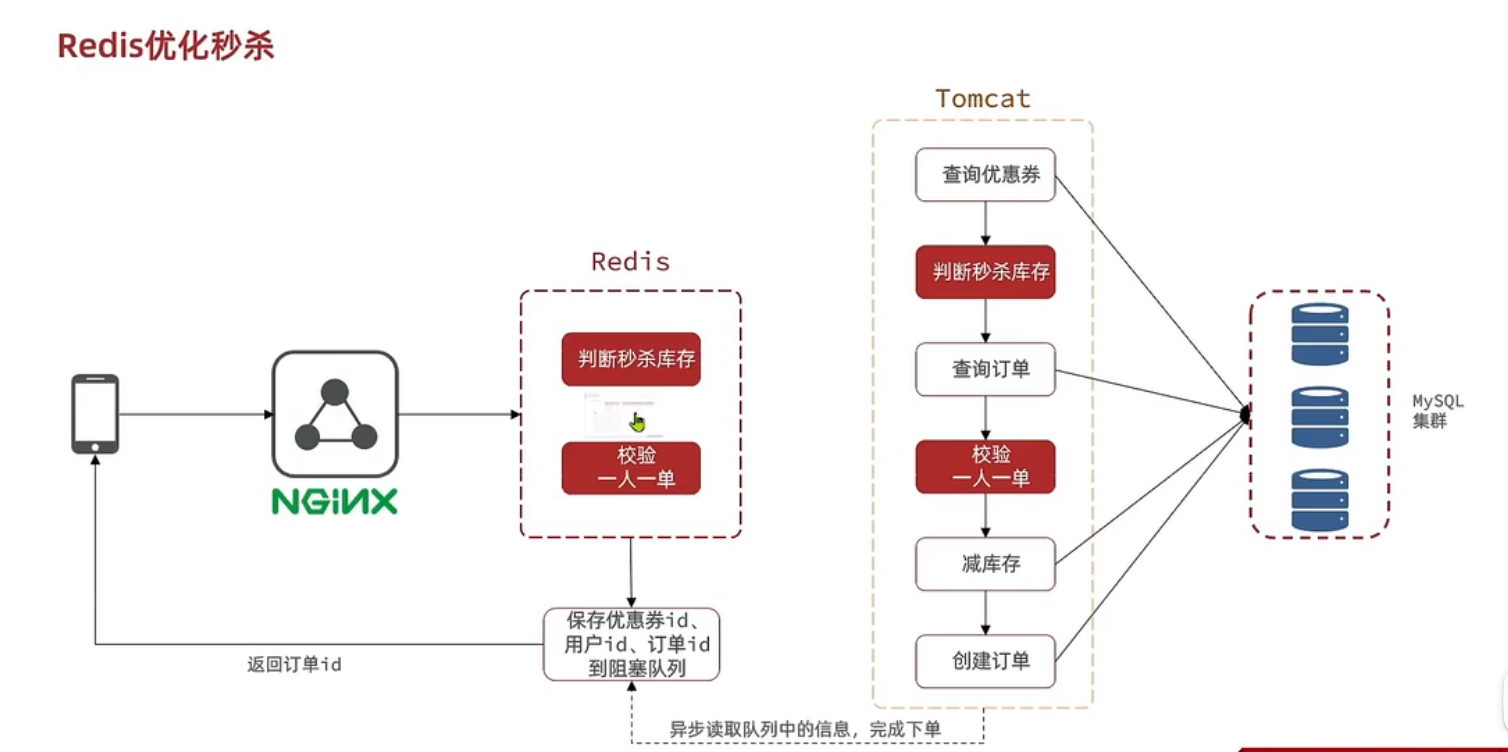 Redis优化秒杀
Tomcat
查询优惠券
判断秒杀库存
查询订单
校验
一人一单
减库存
创建订单
Redis
判断秒杀库存
校验
一人一单
NGiNX
保存优惠券id、
用户id、订单id
到阻塞队列
返回订单id
异步读取队列中的信息，完成下单
MySQL
集群